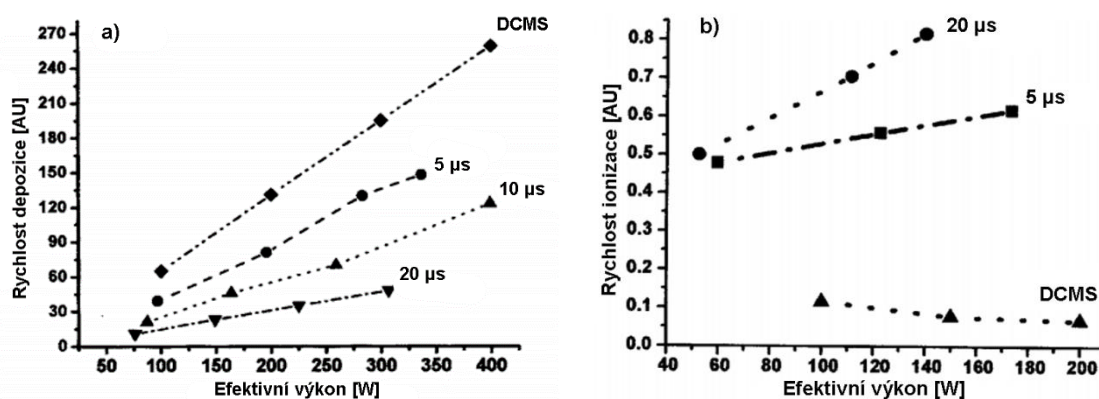 a)
DCMS
5 µs
10 µs
20 µs
Rychlost depozice [AU]
270
240
210
180
150
120
90
60
30
0
50 100 150 200 250 300 350 400
Efektivní výkon [W]
b)
20 µs
5 µs
DCMS
Rychlost ionizace [AU]
0.8
0.7
0.6
0.5
0.4
0.3
0.2
0.1
0.0
40 60 80 100 120 140 160 180 200
Efektivní výkon [W]